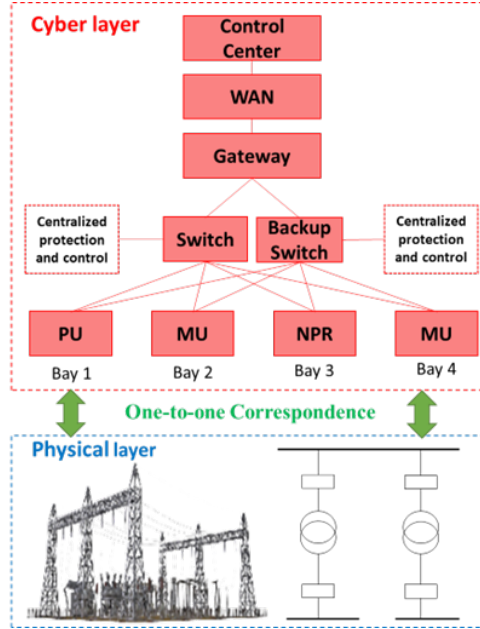 Cyber layer
Control
Center
WAN
Gateway
Centralized
protection
and control
Switch
Backup
Switch
Centralized
protection
and control
PU
MU
NPR
MU
Bay 1
Bay 2
Bay 3
Bay 4
One-to-one Correspondence
Physical layer